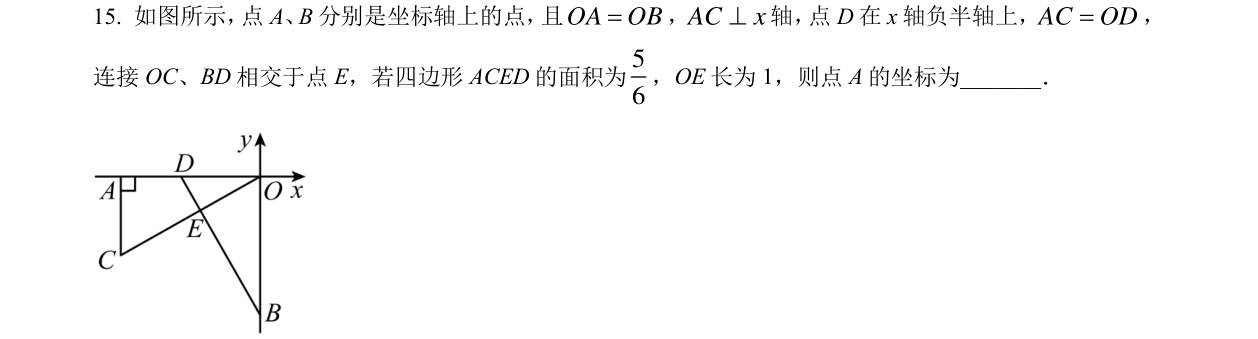 15. 如图所示，点 A、B 分别是坐标轴上的点，且 OA = OB，AC ⊥ x 轴，点 D 在 x 轴负半轴上，AC = OD，
连接 OC、BD 相交于点 E，若四边形 ACED 的面积为 5/6，OE 长为 1，则点 A 的坐标为_______．
y
D
A
O x
E
C
B